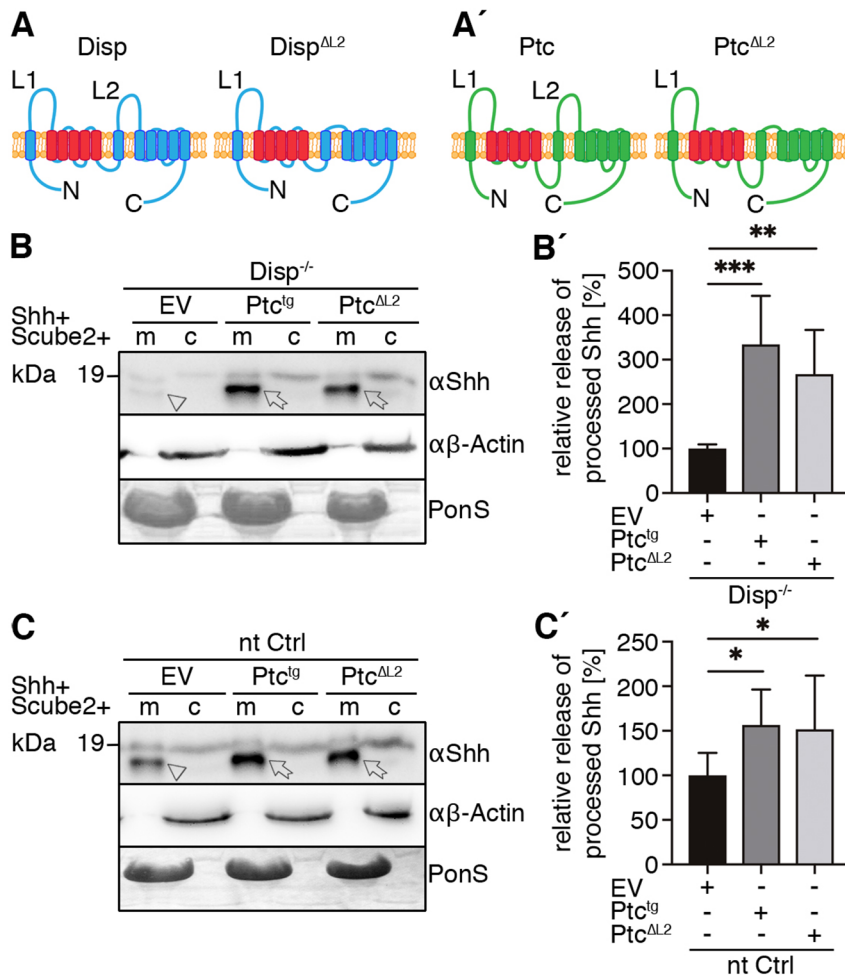 A
Disp
Disp^ΔL2
L1
L2
L1
N
C
N
C
A´
Ptc
Ptc^ΔL2
L1
L2
L1
N
C
N
C
B
Disp-/-
EV Ptc^tg Ptc^ΔL2
Shh+
Scube2+ m c m c m c
kDa 19
αShh
αβ-Actin
PonS
B´
relative release of
processed Shh [%]
500
400
300
200
100
0
** 
***
EV + - -
Ptc^tg - + -
Ptc^ΔL2 - - +
Disp-/-
C
nt Ctrl
EV Ptc^tg Ptc^ΔL2
Shh+
Scube2+ m c m c m c
kDa 19
αShh
αβ-Actin
PonS
C´
relative release of
processed Shh [%]
250
200
150
100
50
0
*
*
EV + - -
Ptc^tg - + -
Ptc^ΔL2 - - +
nt Ctrl